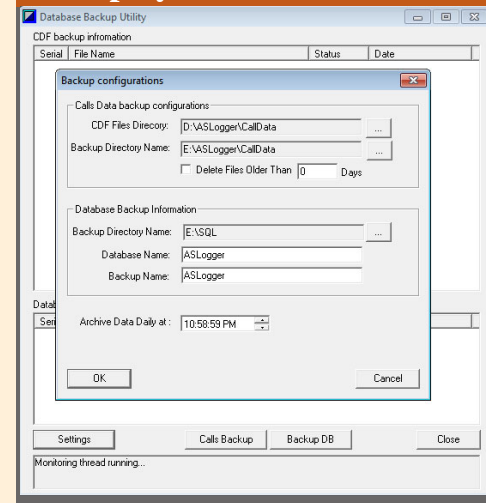 Database Backup Utility
CDF backup infromation
Serial File Name Status Date
Backup configurations
Calls Data backup configurations
CDF Files Direcory: D:\ASLogger\CallData ...
Backup Directory Name: E:\ASLogger\CallData ...
Delete Files Older Than 0 Days
Database Backup Information
Backup Directory Name: E:\SQL ...
Database Name: ASLogger
Backup Name: ASLogger
Datab
Seri
Archive Data Daily at : 10:58:59 PM
OK Cancel
Settings Calls Backup Backup DB Close
Monitoring thread running...